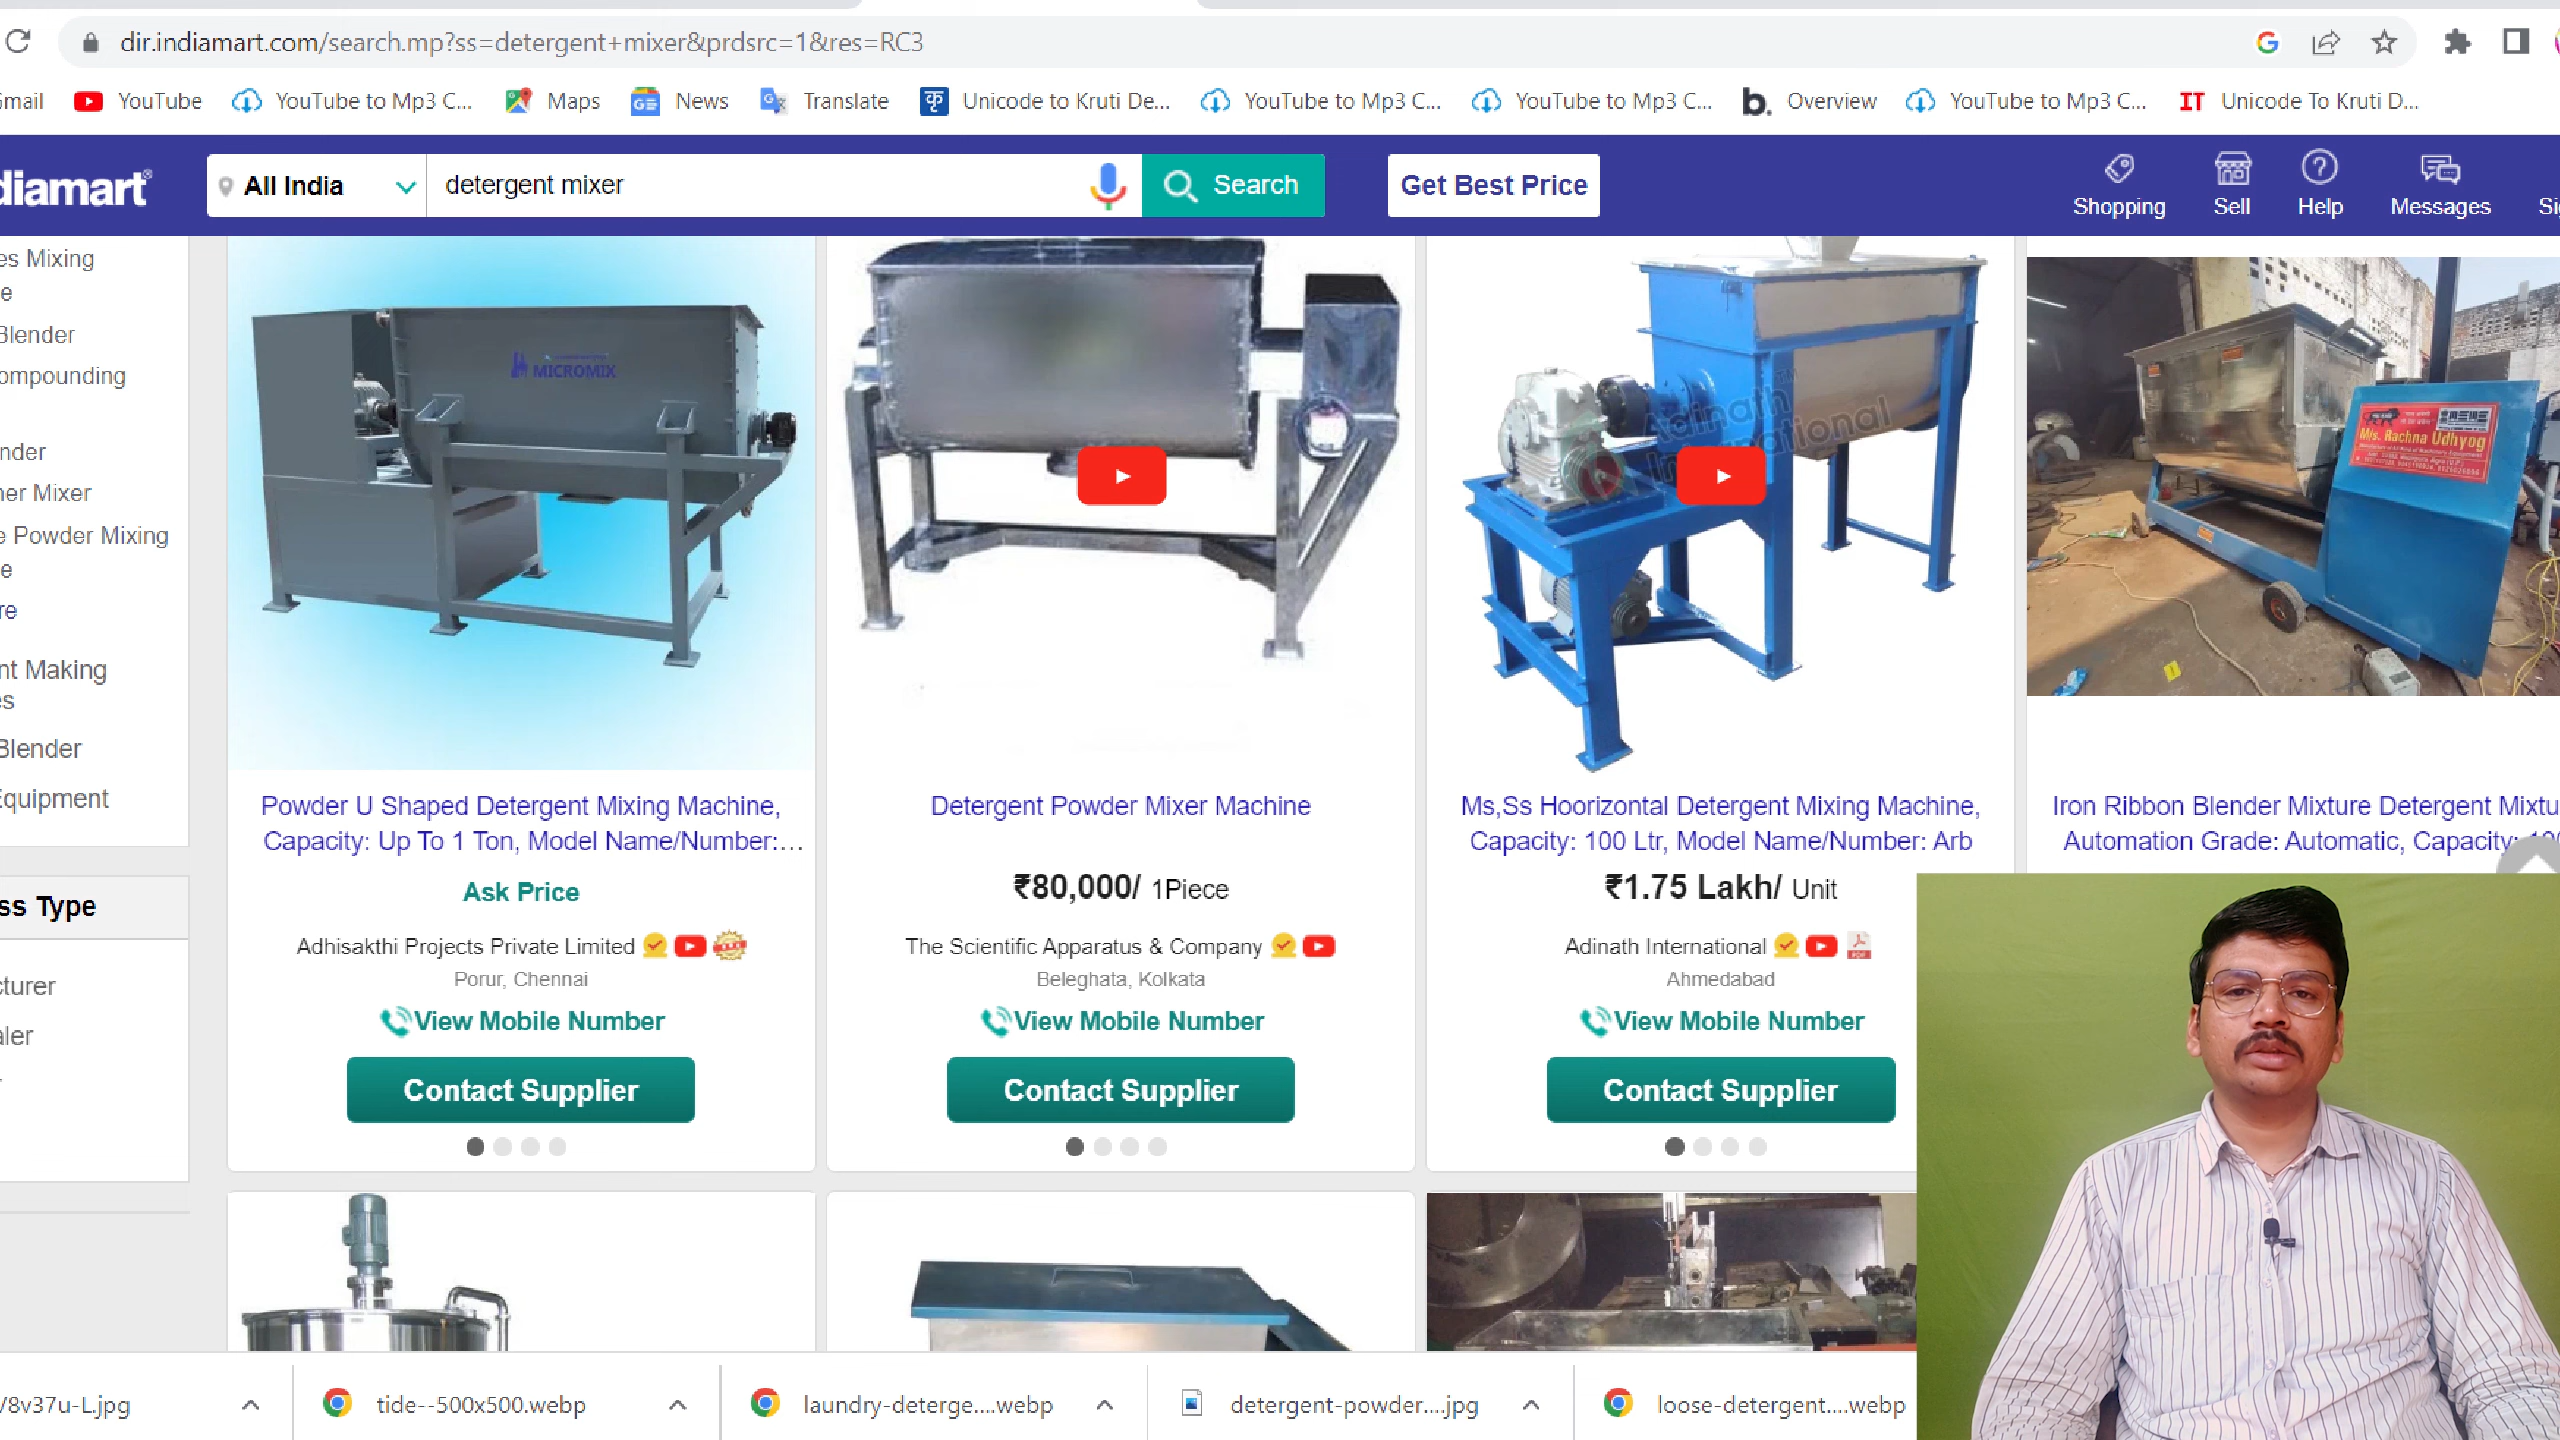 dir.indiamart.com/search.mp?ss=detergent+mixer&prdsrc=1&res=RC3
Gmail YouTube YouTube to Mp3 C... Maps News Translate Unicode to Kruti De... YouTube to Mp3 C... YouTube to Mp3 C... Overview YouTube to Mp3 C... IT Unicode To Kruti D...
diamart All India detergent mixer Search Get Best Price Shopping Sell Help Messages
es Mixing
e
Blender
ompounding
nder
ner Mixer
e Powder Mixing
e
re
nt Making
es
Blender
Equipment
ss Type
cturer
aler
MICROMIX
Powder U Shaped Detergent Mixing Machine,
Capacity: Up To 1 Ton, Model Name/Number:...
Ask Price
Adhisakthi Projects Private Limited
Porur, Chennai
View Mobile Number
Contact Supplier
Detergent Powder Mixer Machine
₹80,000/ 1Piece
The Scientific Apparatus & Company
Beleghata, Kolkata
View Mobile Number
Contact Supplier
Adinath
International
Ms,Ss Hoorizontal Detergent Mixing Machine,
Capacity: 100 Ltr, Model Name/Number: Arb
₹1.75 Lakh/ Unit
Adinath International
Ahmedabad
View Mobile Number
Contact Supplier
M/s. Rachna Udhyog
Iron Ribbon Blender Mixture Detergent Mixtu
Automation Grade: Automatic, Capacity:
/8v37u-L.jpg tide--500x500.webp laundry-deterge....webp detergent-powder....jpg loose-detergent....webp